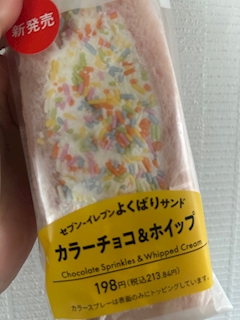 新発売
セブン-イレブンよくばりサンド
カラーチョコ&ホイップ
Chocolate Sprinkles & Whipped Cream
198円(税込213.84円)
カラースプレーは表面のみにトッピングしています。